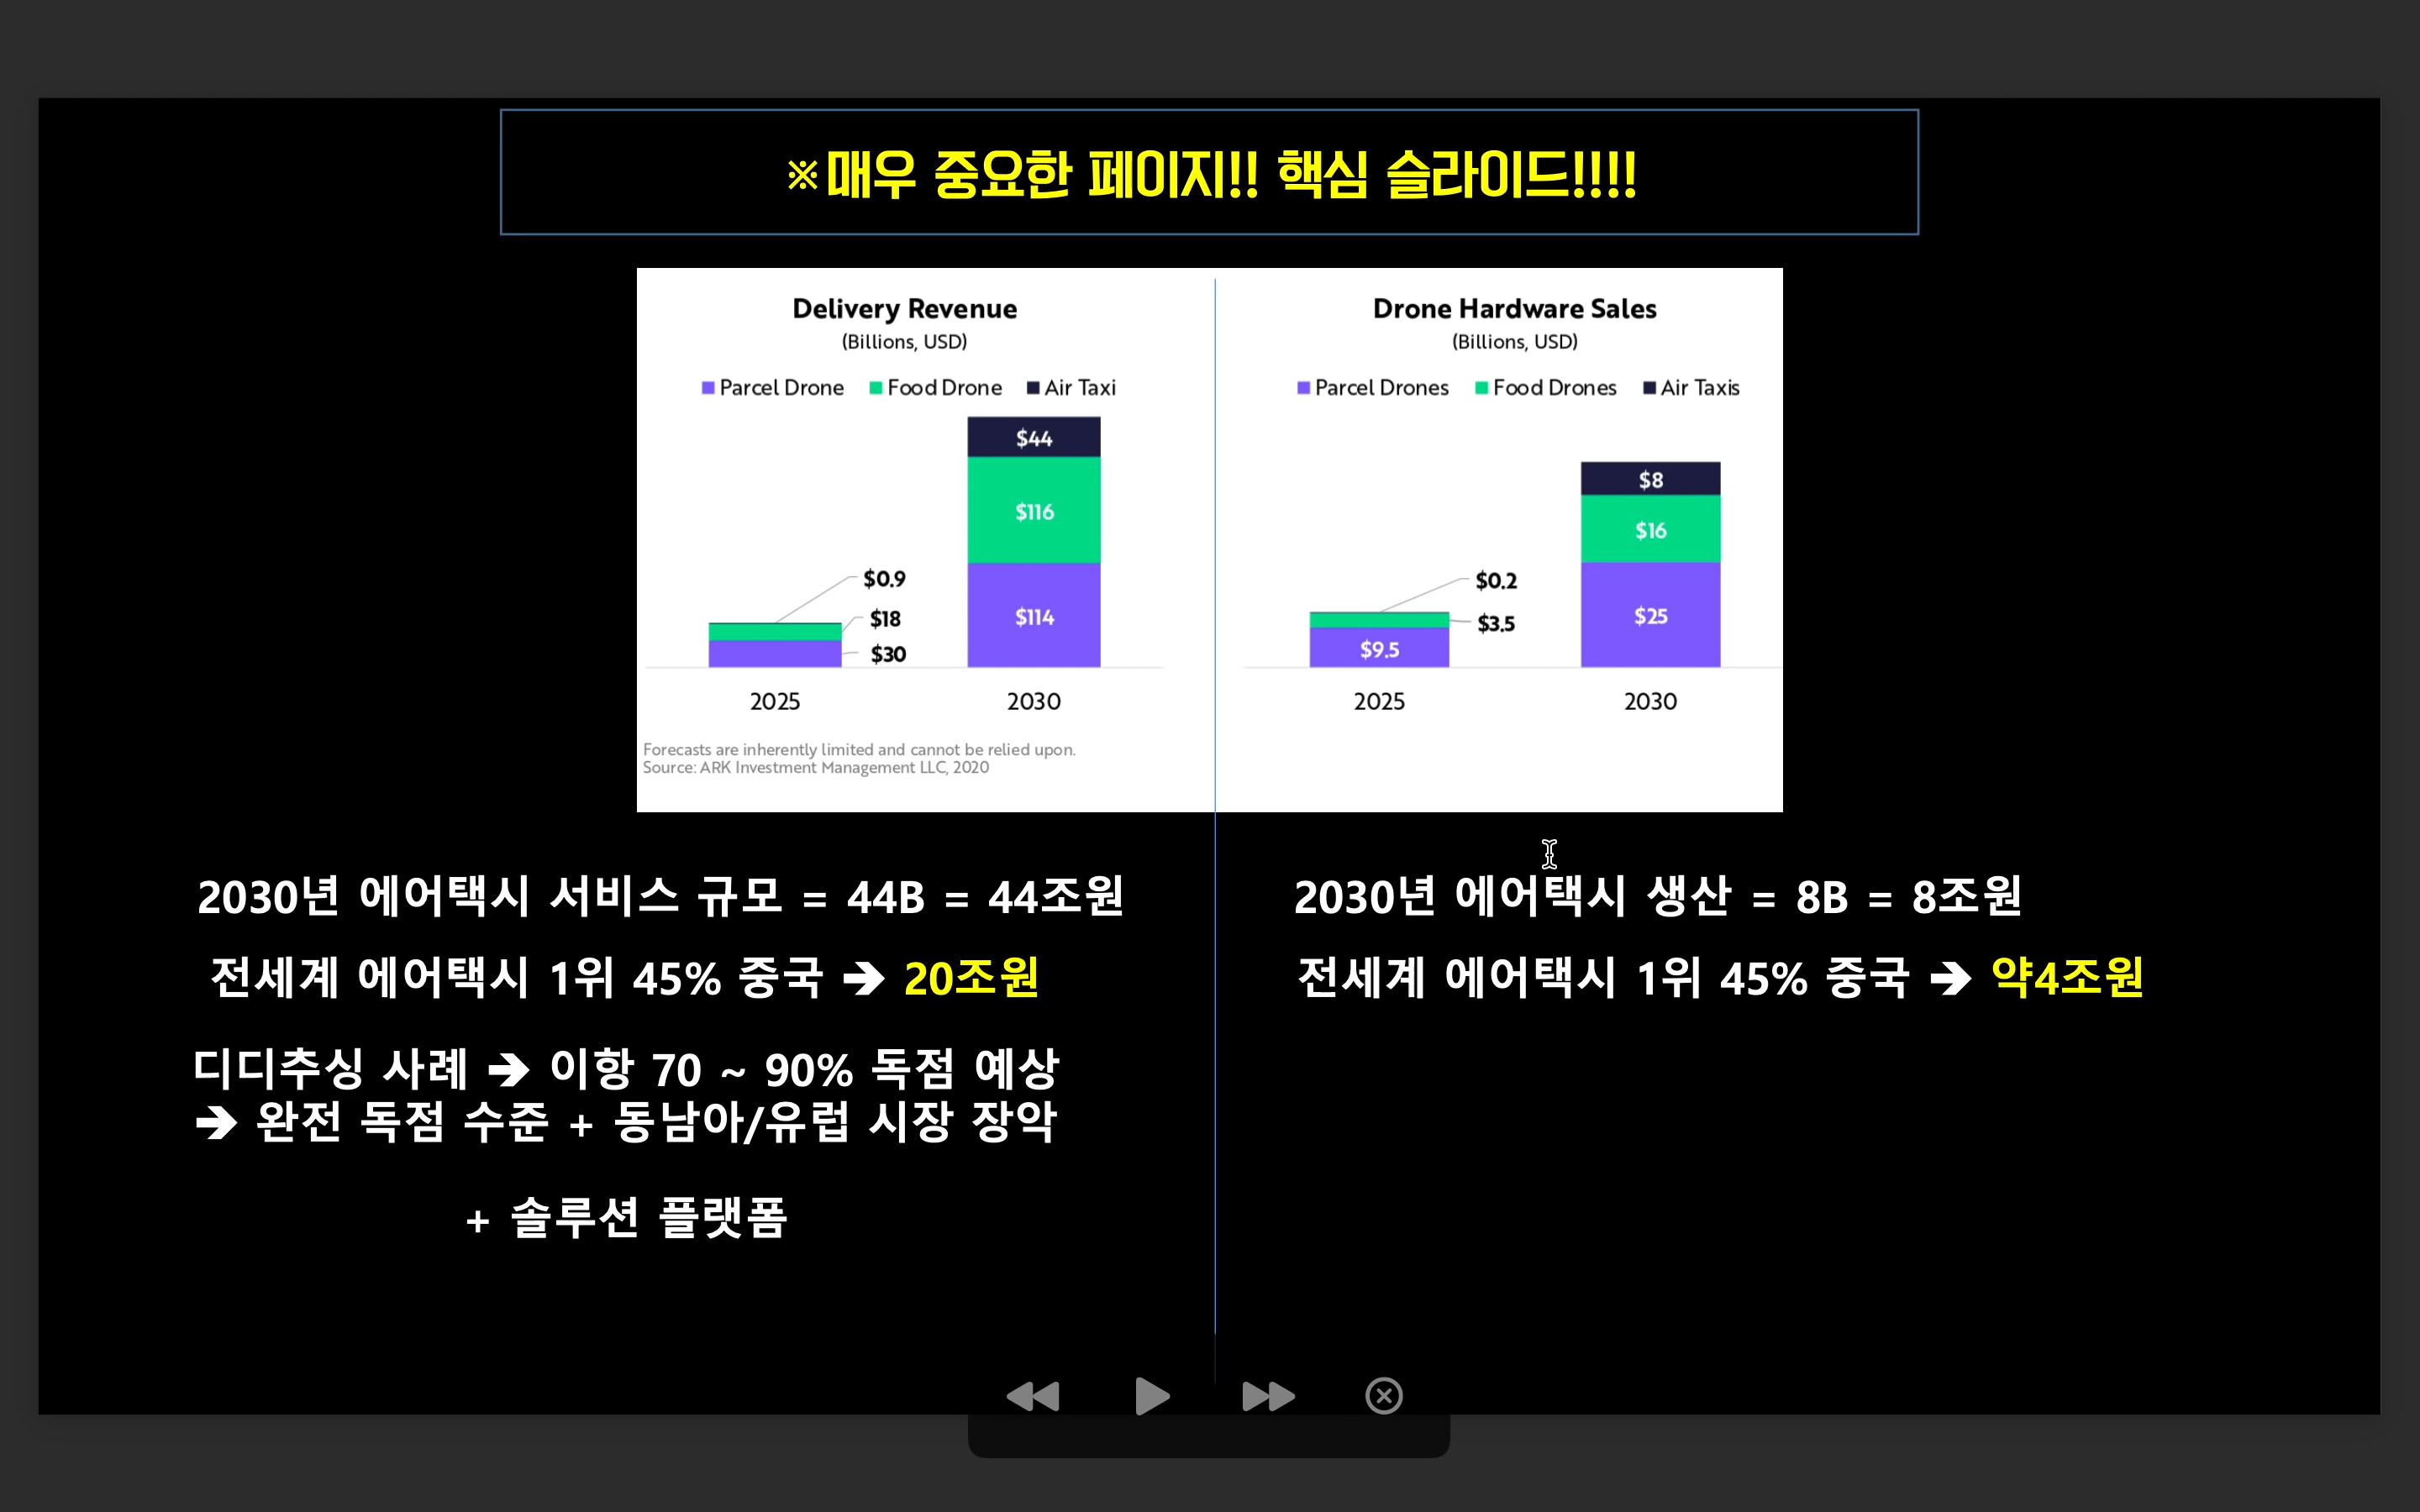 ※매우 중요한 페이지!! 핵심 슬라이드!!!!
Delivery Revenue
(Billions, USD)
Parcel Drone Food Drone Air Taxi
$44
$116
$114
$0.9
$18
$30
2025 2030
Forecasts are inherently limited and cannot be relied upon.
Source: ARK Investment Management LLC, 2020
Drone Hardware Sales
(Billions, USD)
Parcel Drones Food Drones Air Taxis
$8
$16
$25
$0.2
$3.5
$9.5
2025 2030
2030년 에어택시 서비스 규모 = 44B = 44조원
전세계 에어택시 1위 45% 중국 → 20조원
디디추싱 사례 → 이항 70 ~ 90% 독점 예상
→ 완전 독점 수준 + 동남아/유럽 시장 장악
+ 솔루션 플랫폼
2030년 에어택시 생산 = 8B = 8조원
전세계 에어택시 1위 45% 중국 → 약4조원